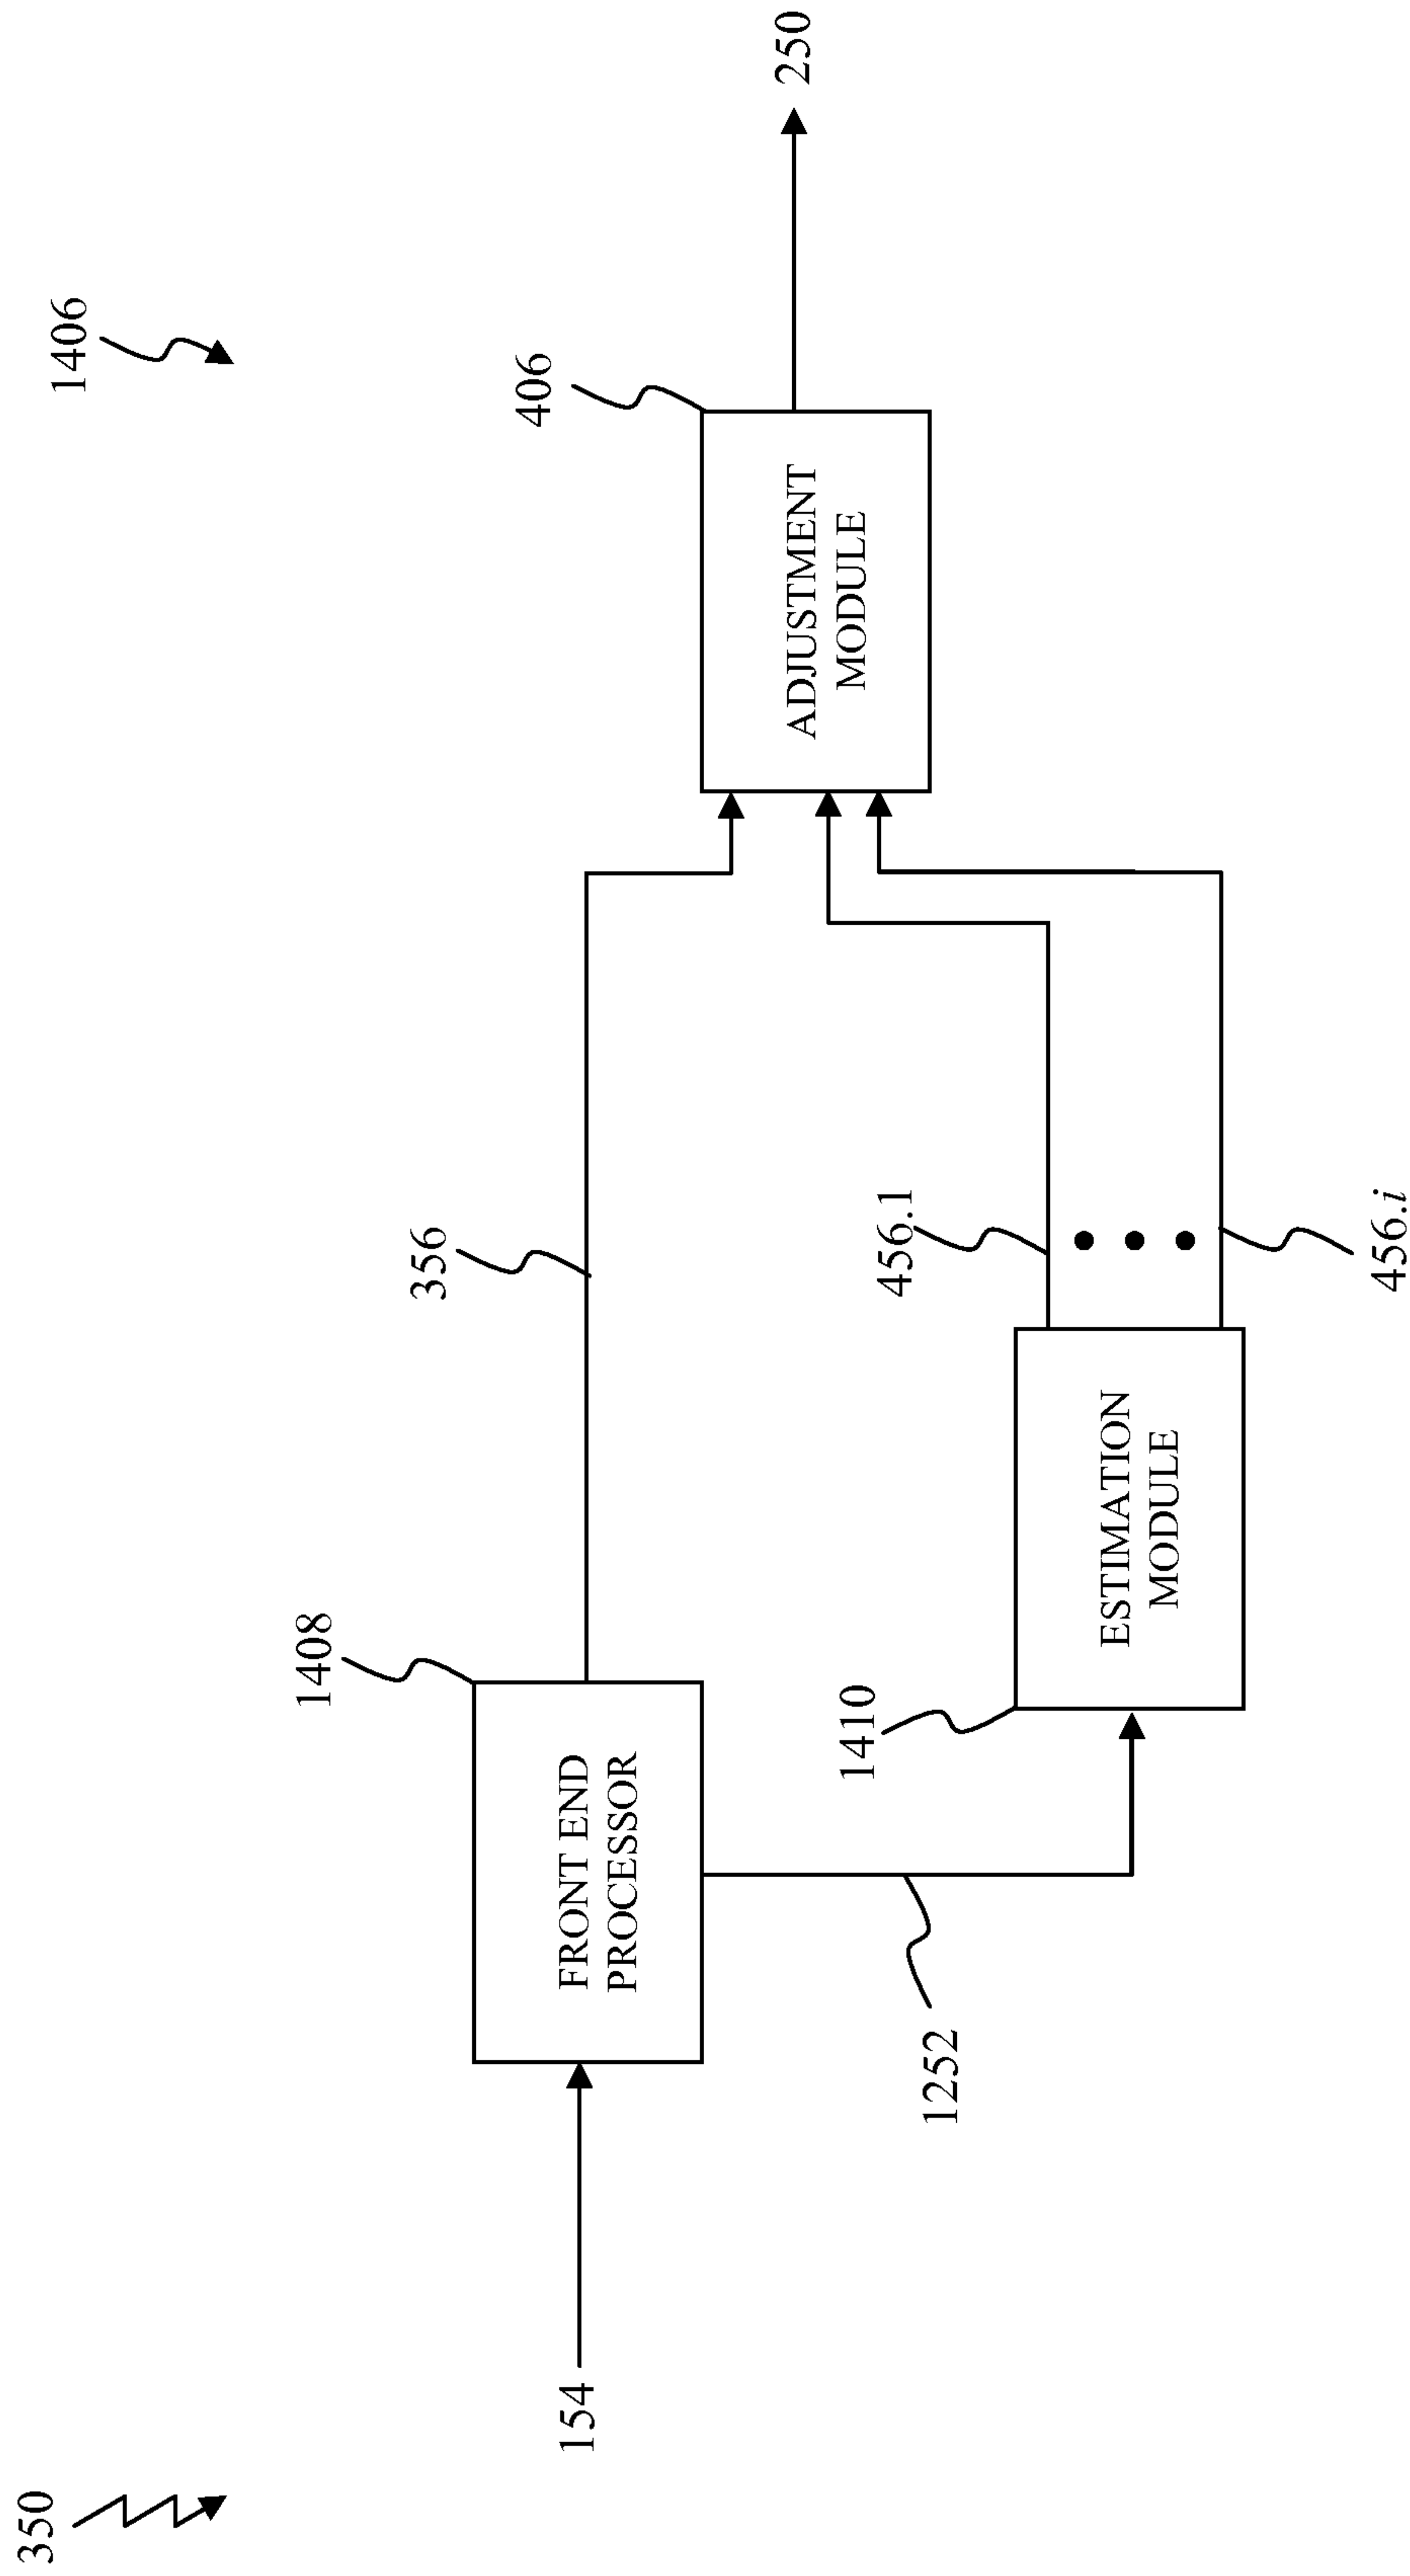 1406
406
250
ADJUSTMENT
MODULE
356
456.1
456.i
1408
FRONT END
PROCESSOR
1410
ESTIMATION
MODULE
1252
154
350